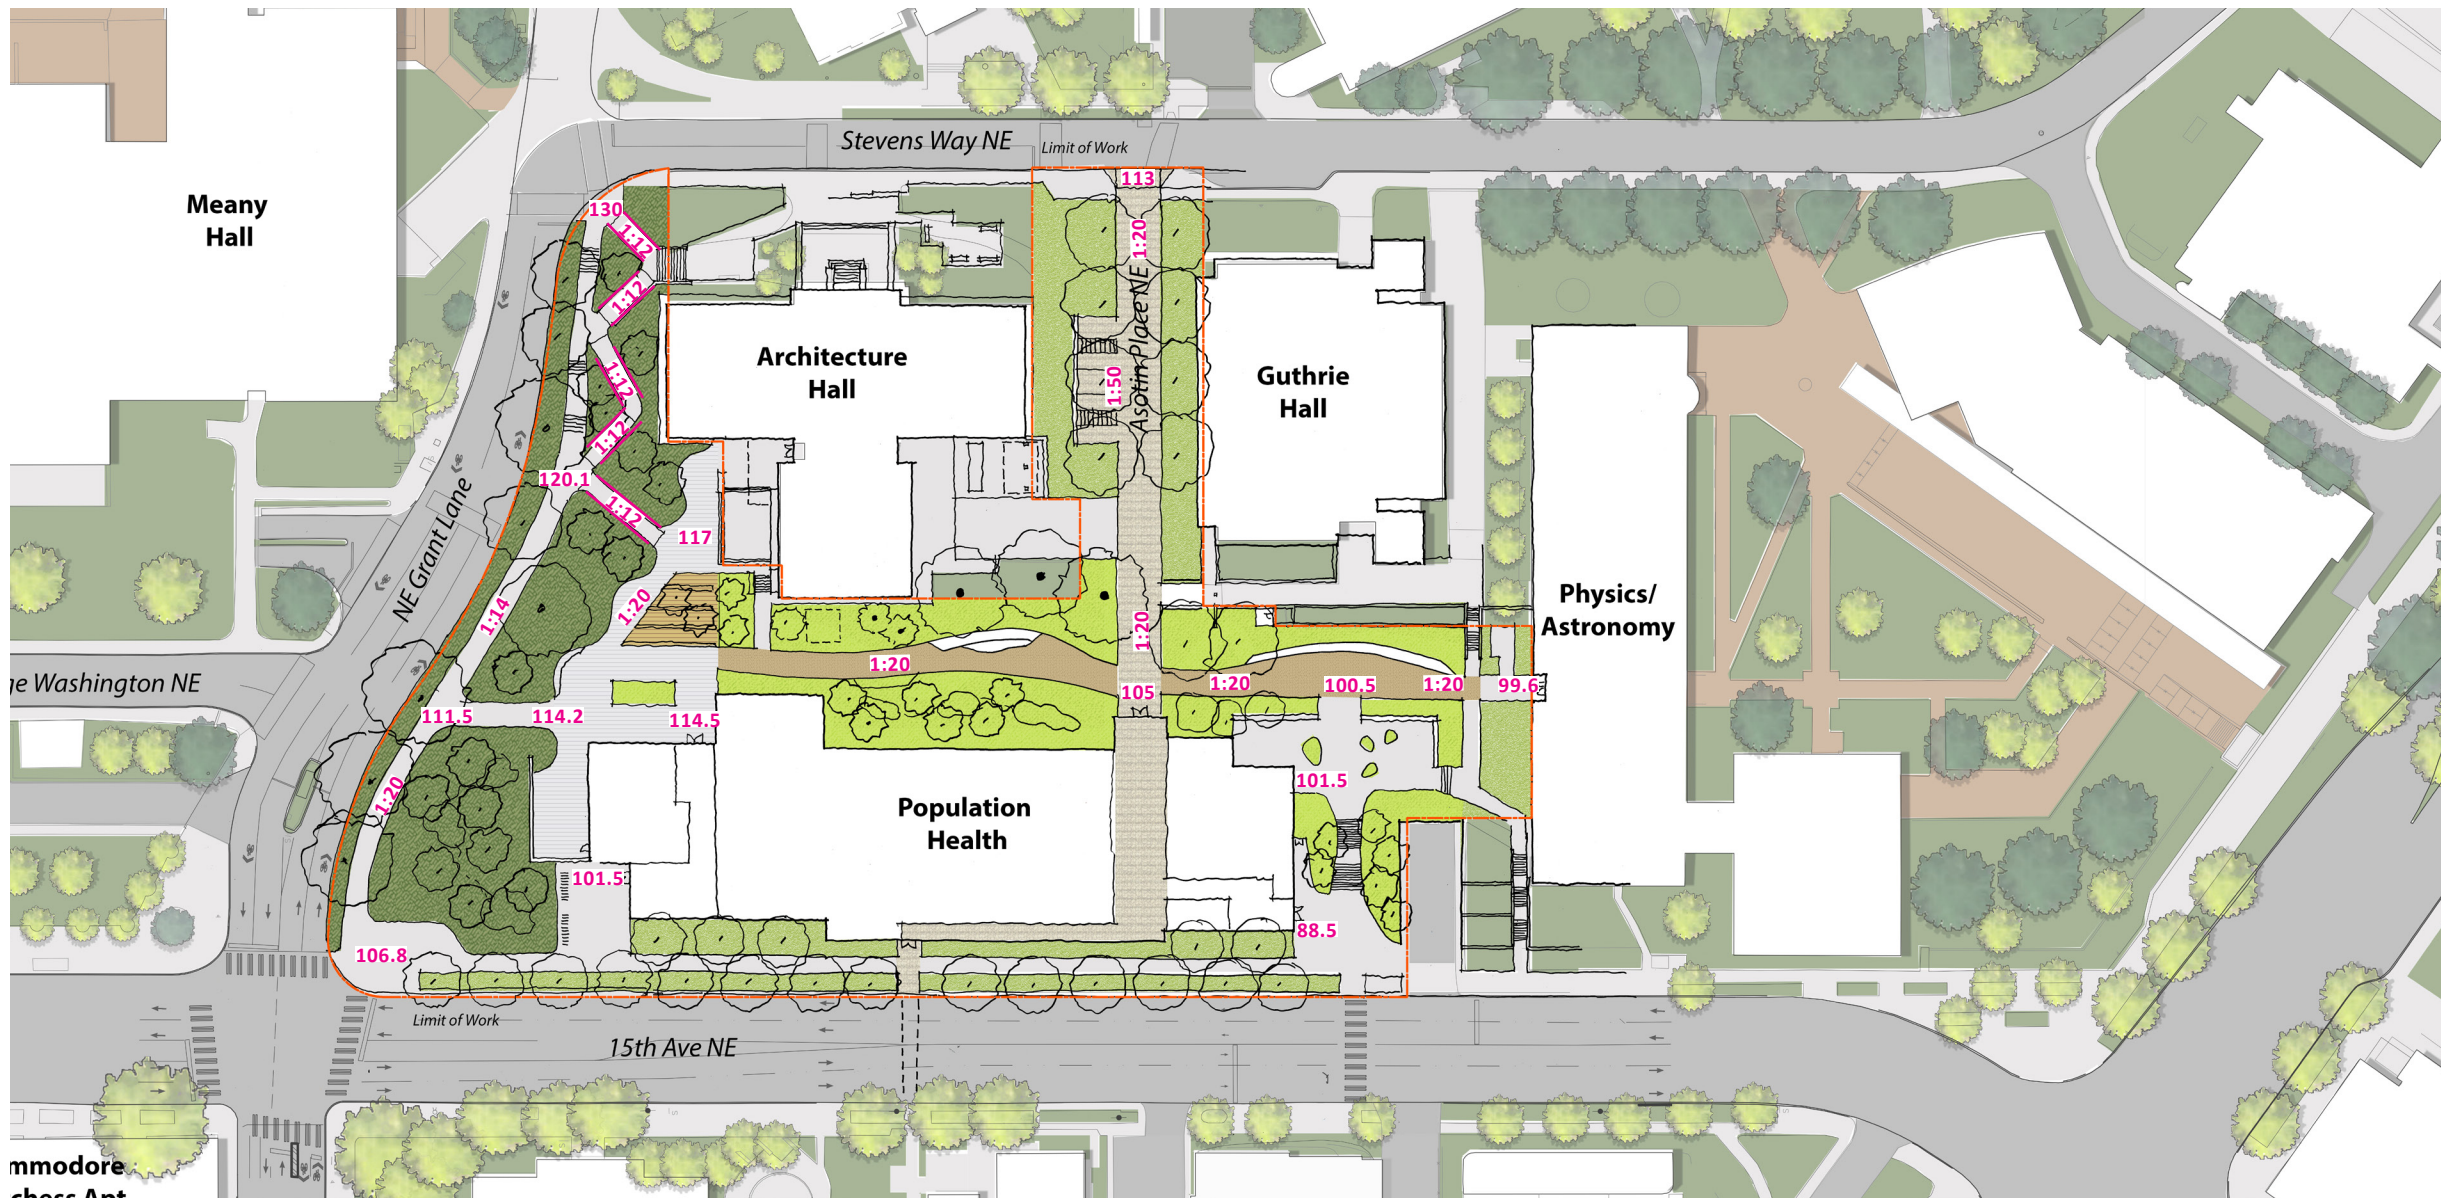 Stevens Way NE
Limit of Work
113
Meany
Hall
130
1:12
1:20
1:12
Asotin Place NE
Architecture
Hall
Guthrie
Hall
1:12
1:50
1:12
120.1
1:12
117
NE Grant Lane
1:14
1:20
1:20
Physics/
Astronomy
1:20
ge Washington NE
1:20
100.5
1:20
99.6
105
111.5
114.2
114.5
1:20
101.5
Population
Health
101.5
88.5
106.8
Limit of Work
15th Ave NE
mmodore
chess Apt